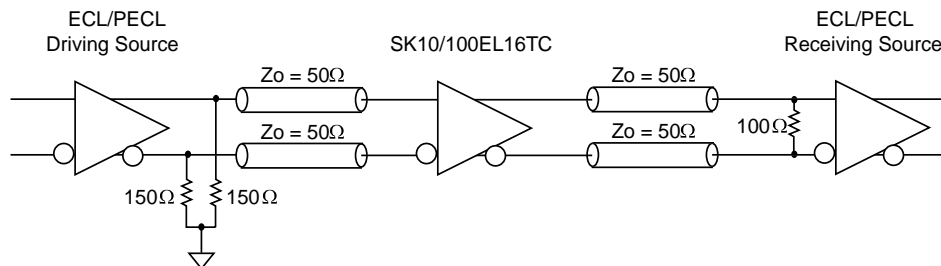 ECL/PECL
Driving Source
SK10/100EL16TC
ECL/PECL
Receiving Source
Zo = 50Ω
Zo = 50Ω
Zo = 50Ω
Zo = 50Ω
100Ω
150Ω
150Ω